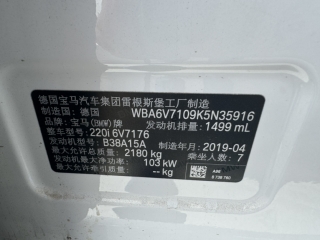 德国宝马汽车集团雷根斯堡工厂制造
制造国：德国 WBA6V7109K5N35916
品牌：宝马(BMW)牌 发动机排量：1499 mL
整车型号：220i 6V7176
发动机型号：B38A15A 制造年月：2019-04
最大允许总质量：2180 kg 乘坐人数：7
发动机最大净功率：103 kW
最大允许牵引质量：--/-- kg